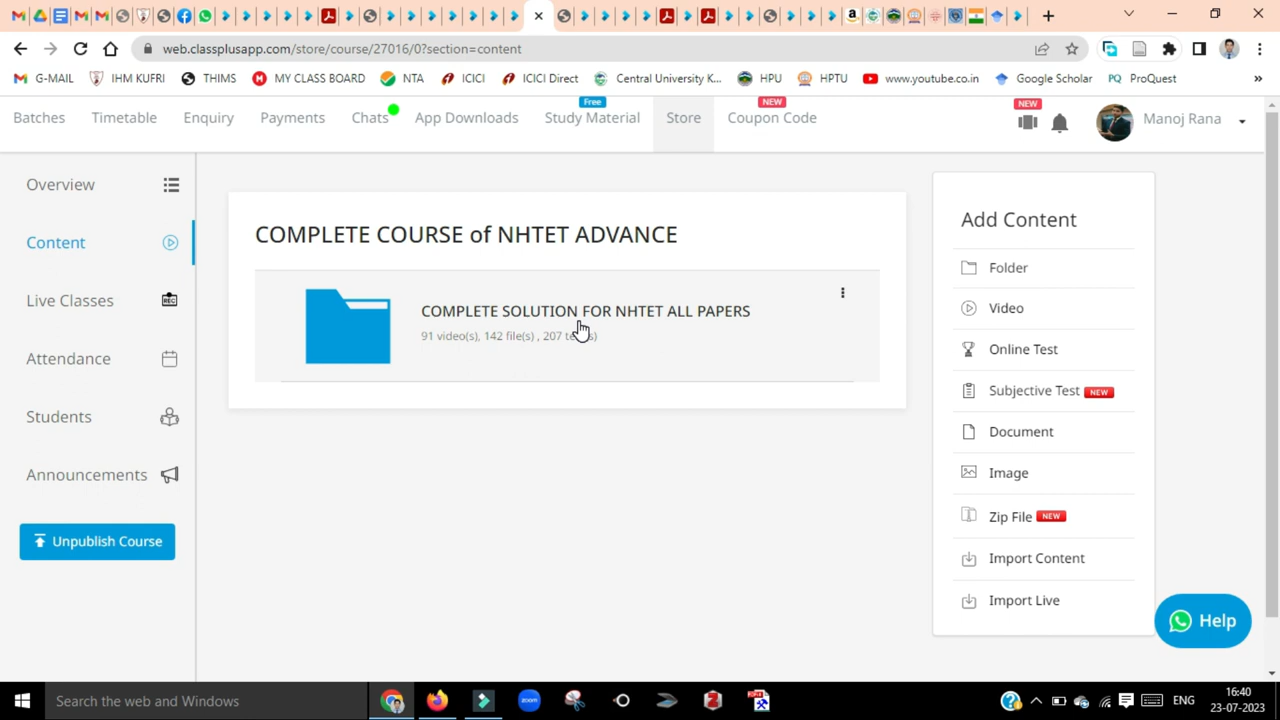 web.classplusapp.com/store/course/27016/0?section=content
G-MAIL IHM KUFRI THIMS MY CLASS BOARD NTA ICICI ICICI Direct Central University K... HPU HPTU www.youtube.co.in Google Scholar PQ ProQuest »
Free NEW NEW
Batches Timetable Enquiry Payments Chats App Downloads Study Material Store Coupon Code Manoj Rana
Overview
Content
Live Classes
REC
Attendance
Students
Announcements
Unpublish Course
COMPLETE COURSE of NHTET ADVANCE
COMPLETE SOLUTION FOR NHTET ALL PAPERS
91 video(s), 142 file(s) , 207
Add Content
Folder
Video
Online Test
Subjective Test NEW
Document
Image
Zip File NEW
Import Content
Import Live
Help
Search the web and Windows
zoom
ENG
16:40
23-07-2023